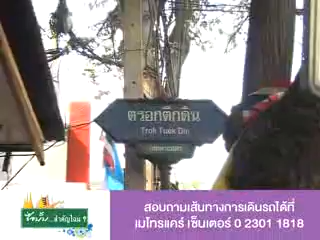 ตรอกตึกดิน
Trok Tuek Din
สอบถามเส้นทางการเดินรถได้ที่
เมโทรแคร์ เซ็นเตอร์ 0 2301 1818